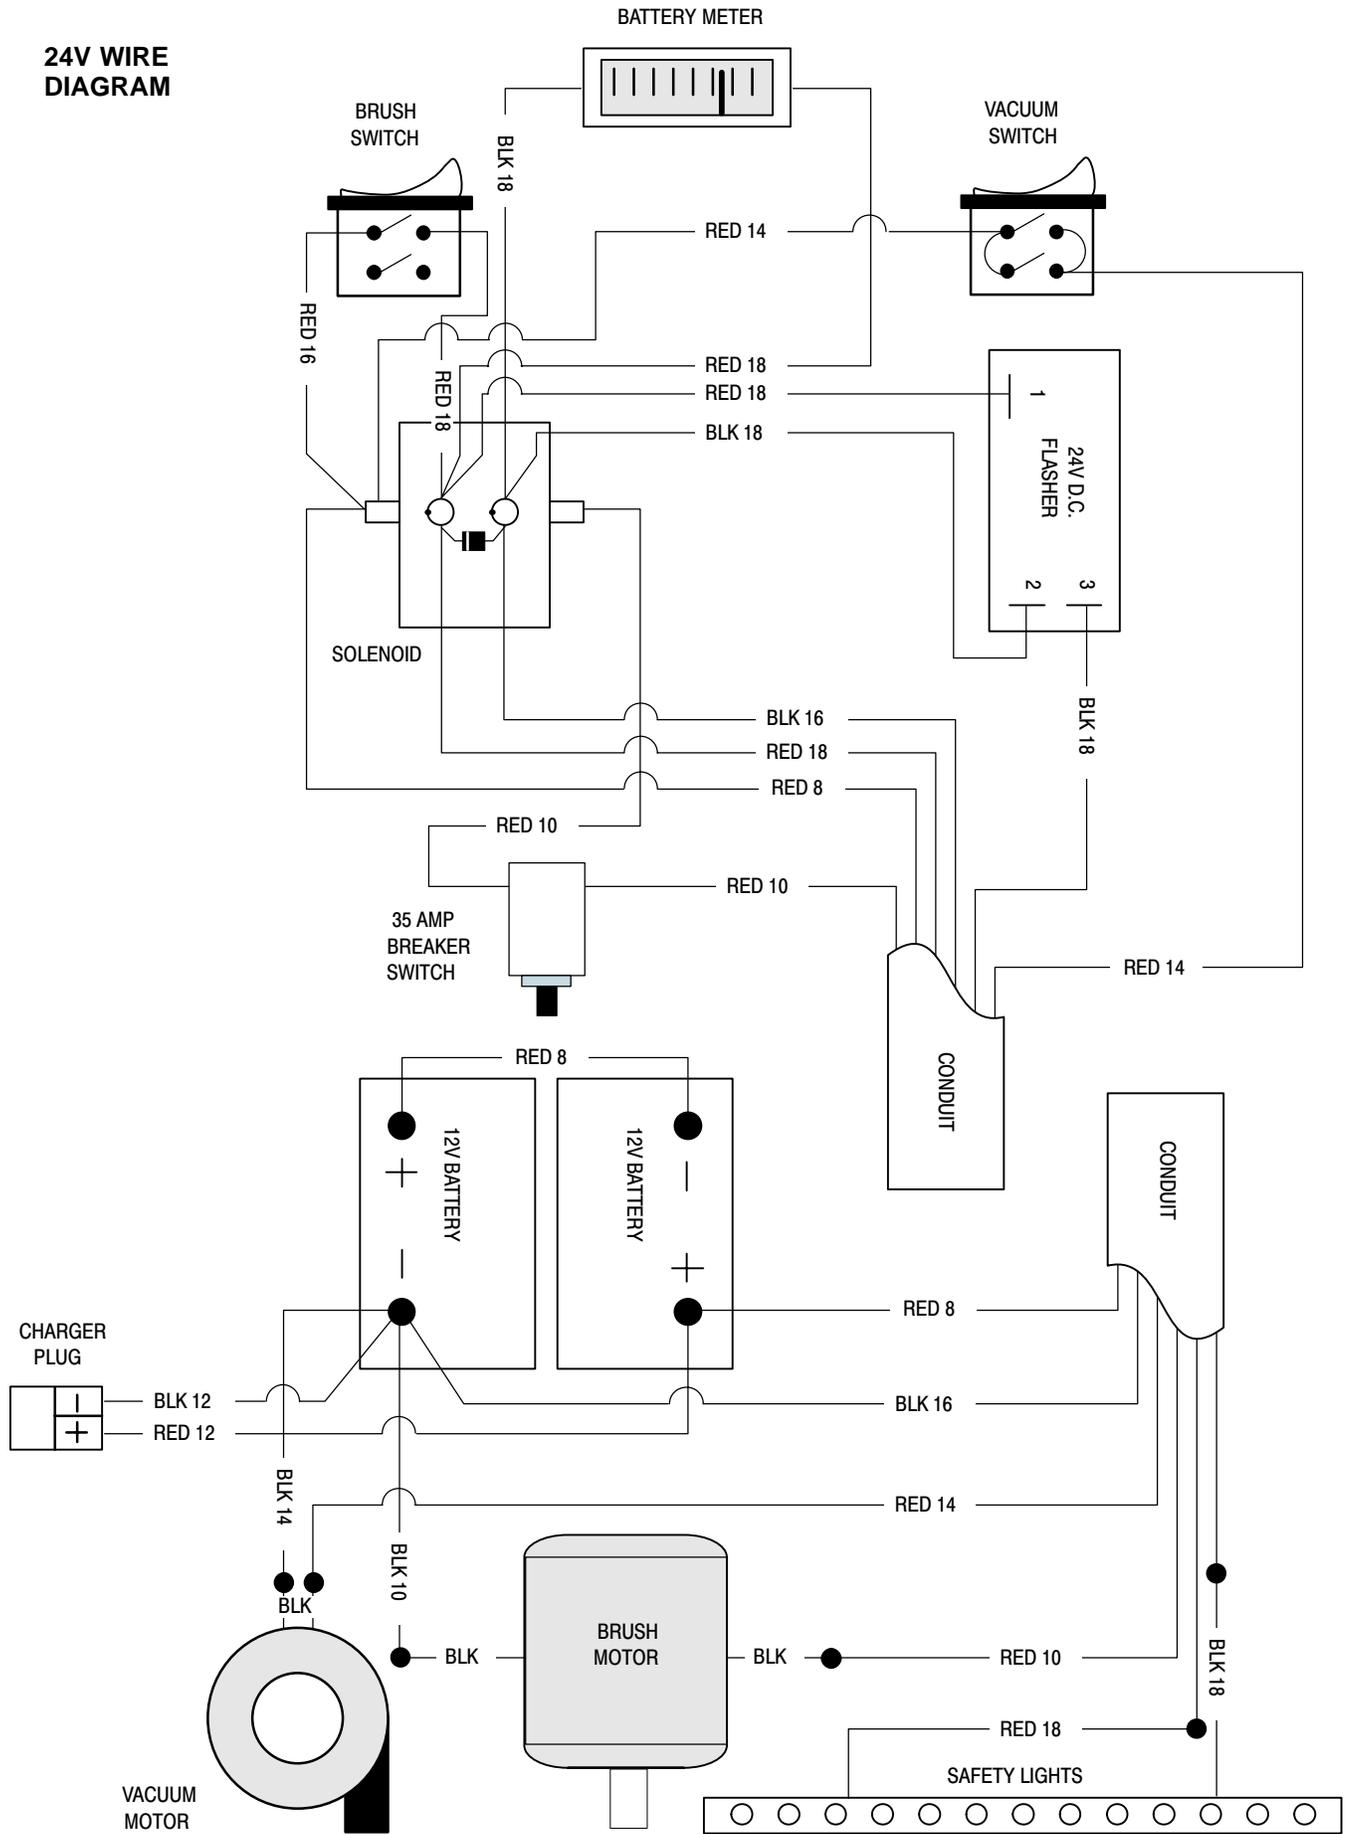 BATTERY METER
24V WIRE
DIAGRAM
BRUSH
SWITCH
VACUUM
SWITCH
BLK 18
RED 14
RED 16
RED 18
RED 18
RED 18
BLK 18
1
24V D.C.
FLASHER
2
3
SOLENOID
BLK 16
BLK 18
RED 18
RED 8
RED 10
RED 10
35 AMP
BREAKER
SWITCH
RED 14
RED 8
CONDUIT
12V BATTERY
+
−
12V BATTERY
−
+
CONDUIT
RED 8
CHARGER
PLUG
−
+
BLK 12
RED 12
BLK 16
BLK 14
RED 14
BLK 10
BLK
BRUSH
MOTOR
BLK
BLK
RED 10
BLK 18
RED 18
SAFETY LIGHTS
VACUUM
MOTOR